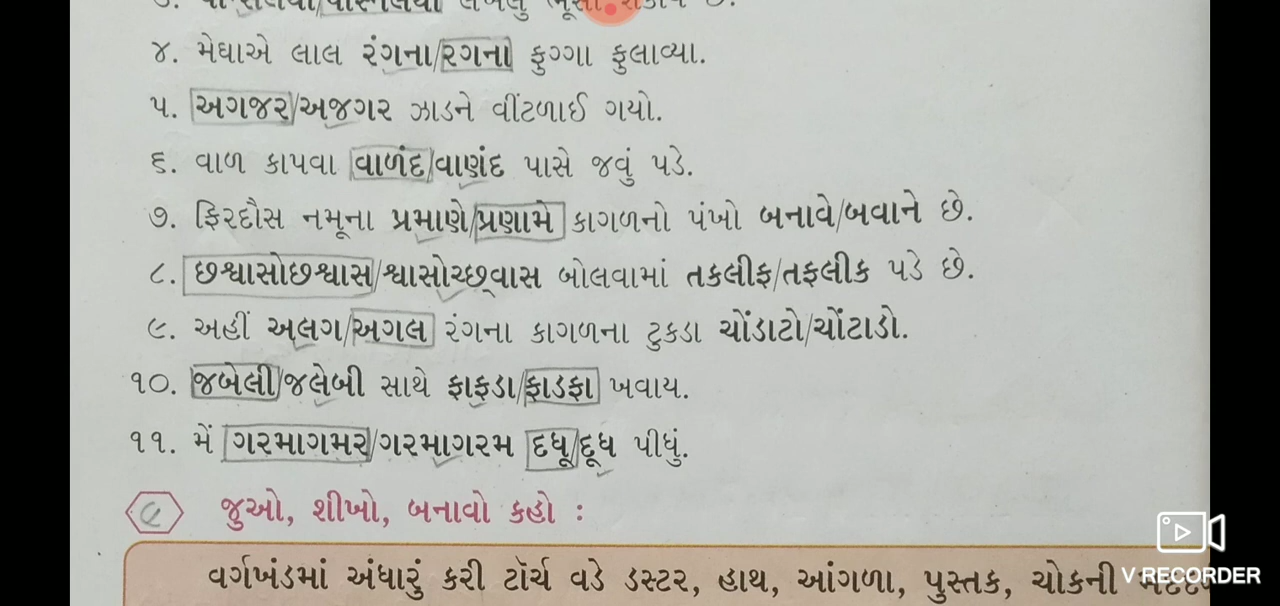 લખેલું ભૂંસી શકાય છે.
૪. મેઘાએ લાલ રંગના/રગના ફુગ્ગા ફુલાવ્યા.
૫. અગજર/અજગર ઝાડને વીંટળાઈ ગયો.
૬. વાળ કાપવા વાળંદ/વાણંદ પાસે જવું પડે.
૭. ફિરદૌસ નમૂના પ્રમાણે/પ્રણામે કાગળનો પંખો બનાવે/બવાને છે.
૮. છશ્વાસોછશ્વાસ/શ્વાસોચ્છ્વાસ બોલવામાં તકલીફ/તફલીક પડે છે.
૯. અહીં અલગ/અગલ રંગના કાગળના ટુકડા ચોંડાટો/ચોંટાડો.
૧૦. જબેલી/જલેબી સાથે ફાફડા/ફાડફા ખવાય.
૧૧. મેં ગરમાગમર/ગરમાગરમ દધૂ/દૂધ પીધું.
૯ જુઓ, શીખો, બનાવો કહો :
વર્ગખંડમાં અંધારું કરી ટૉર્ચ વડે ડસ્ટર, હાથ, આંગળા, પુસ્તક, ચોકની
V RECORDER